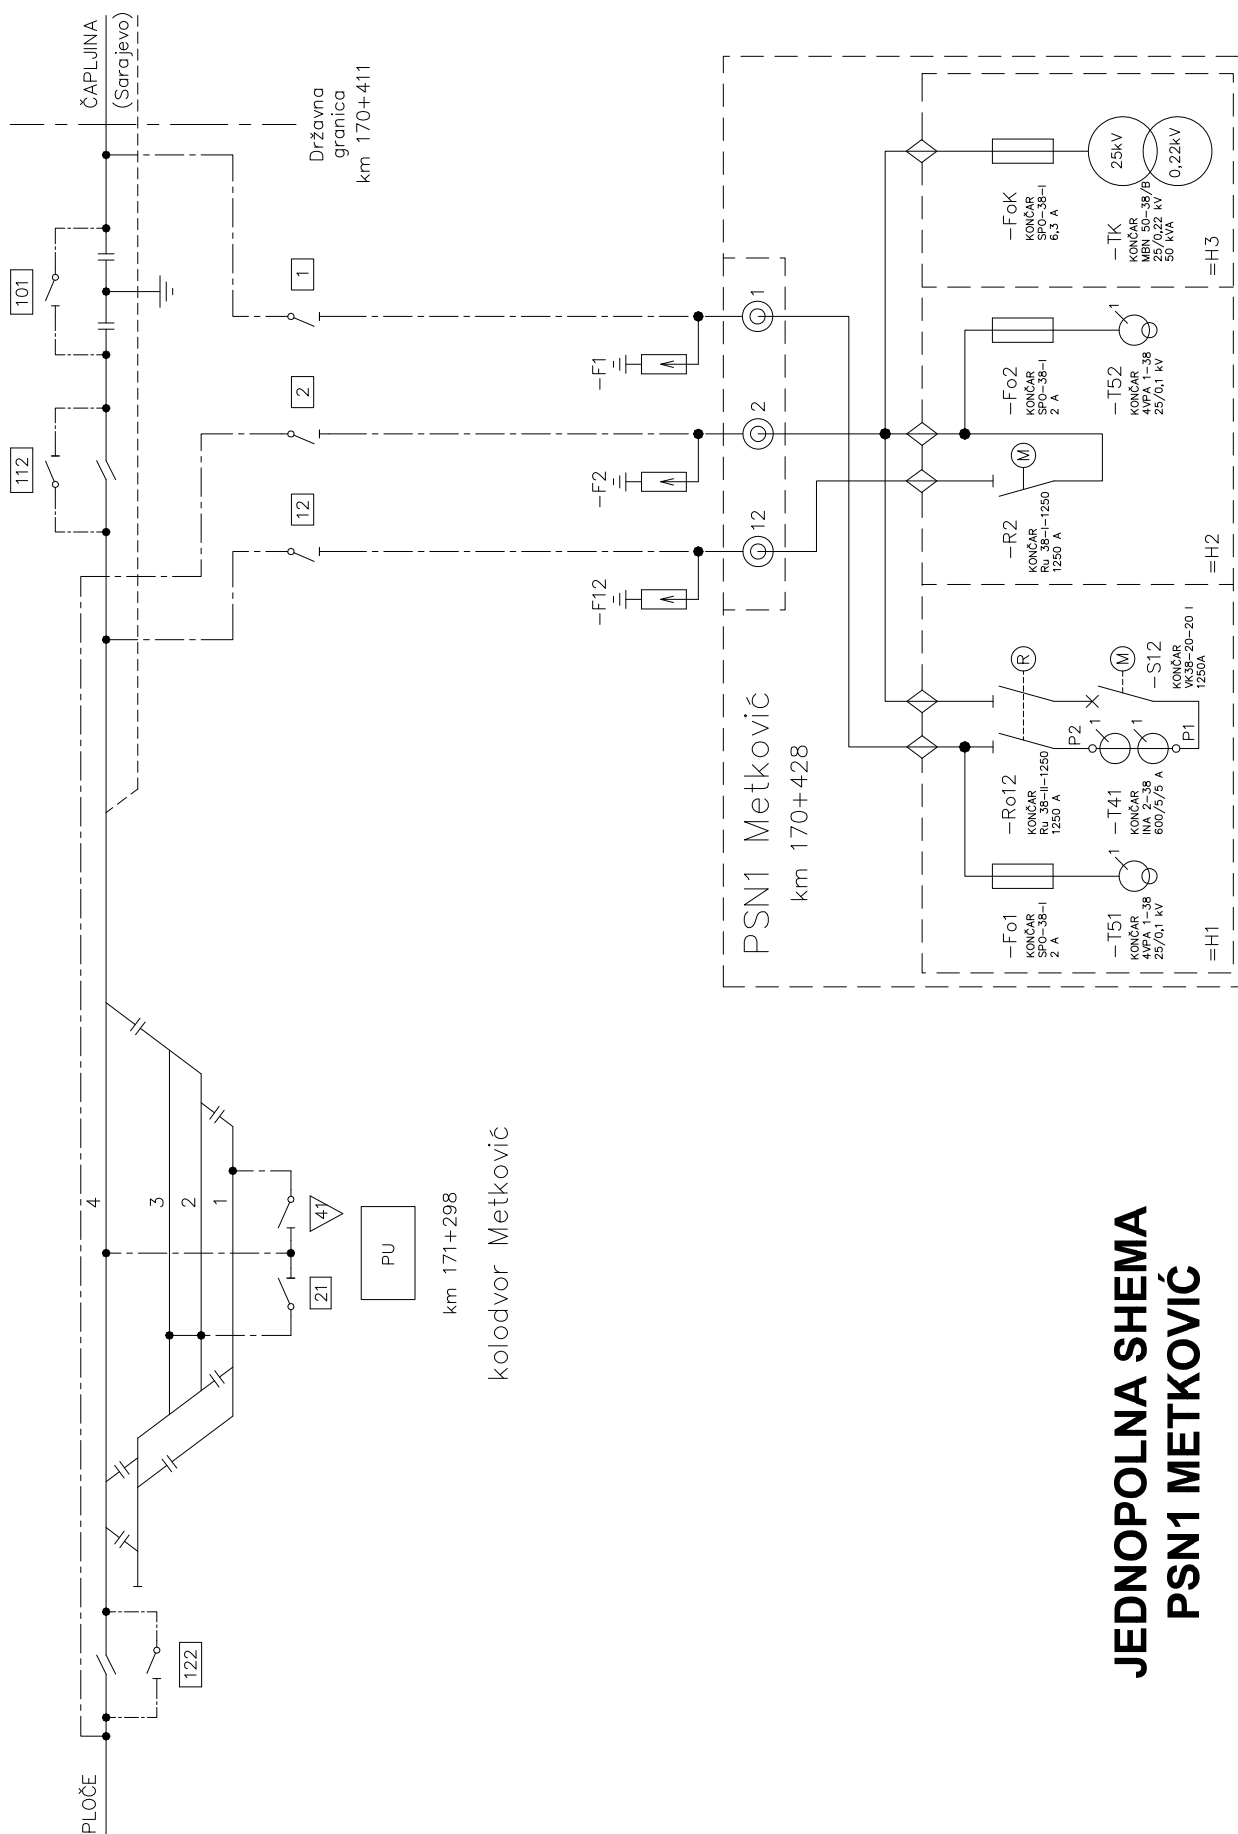 PLOČE
122
4
3
2
1
21
41
PU
km 171+298
kolodvor Metković
112
101
ČAPLJINA
(Sarajevo)
Državna
granica
km 170+411
12
2
1
-F12
-F2
-F1
PSN1 Metković
km 170+428
12
2
1
-Fo1
KONČAR
SPO-38-I
2 A
-T51
KONČAR
4VPA 1-38
25/0,1 kV
1
=H1
-Ro12
KONČAR
Ru 38-II-1250
1250 A
R
-T41
KONČAR
INA 2-38
600/5/5 A
P2
1
1
P1
M
-S12
KONČAR
VK38-20-20 I
1250A
-R2
KONČAR
Ru 38-I-1250
1250 A
M
=H2
-Fo2
KONČAR
SPO-38-I
2 A
-T52
KONČAR
4VPA 1-38
25/0,1 kV
1
-FoK
KONČAR
SPO-38-I
6,3 A
-TK
KONČAR
MBN 50-38/B
25/0,22 kV
50 kVA
25kV
0,22kV
=H3
JEDNOPOLNA SHEMA
PSN1 METKOVIĆ